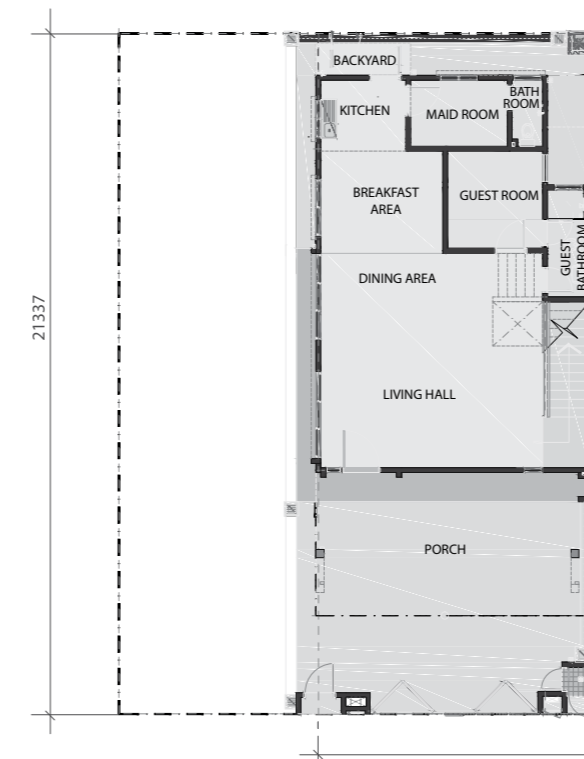 BACKYARD
KITCHEN
MAID ROOM
BATH
ROOM
BREAKFAST
AREA
GUEST ROOM
GUEST
BATHROOM
DINING AREA
21337
LIVING HALL
PORCH